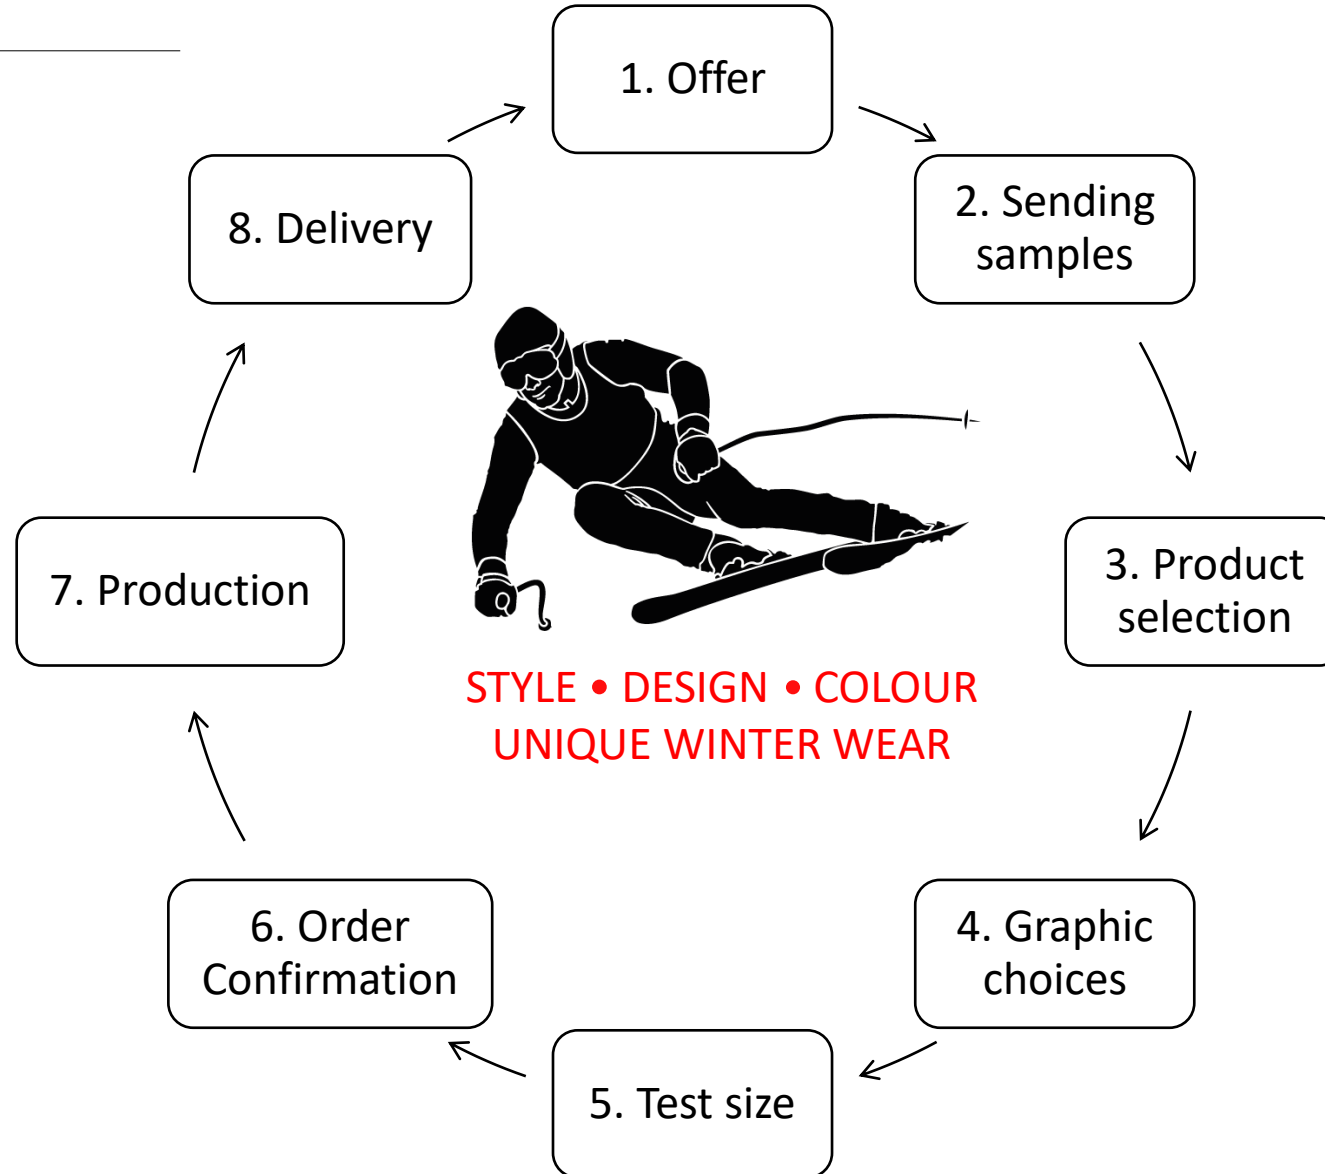 1. Offer
2. Sending
samples
3. Product
selection
4. Graphic
choices
5. Test size
6. Order
Confirmation
7. Production
8. Delivery
STYLE • DESIGN • COLOUR
UNIQUE WINTER WEAR